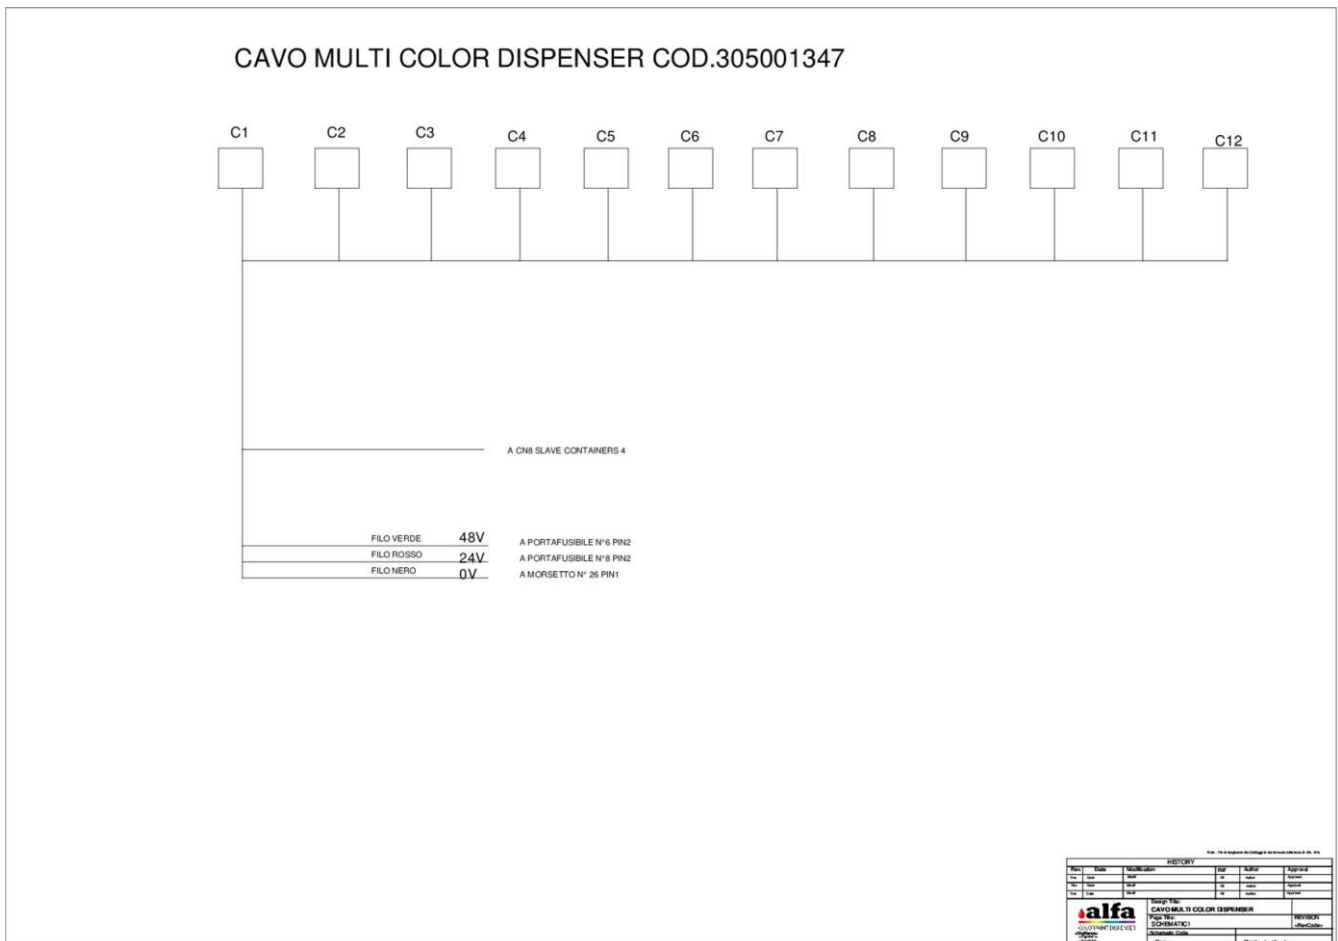 CAVO MULTI COLOR DISPENSER COD.305001347
C1 C2 C3 C4 C5 C6 C7 C8 C9 C10 C11 C12
A CN8 SLAVE CONTAINERS 4
FILO VERDE 48V A PORTAFUSIBILE N°6 PIN2
FILO ROSSO 24V A PORTAFUSIBILE N°8 PIN2
FILO NERO 0V A MORSETTO N° 26 PIN1
HISTORY
Rev. Date Modification Author Approval
alfa
Design Title:
CAVO MULTI COLOR DISPENSER
Page Title:
SCHEMATIC1
REVISION
<RevCode>
Schematic Code